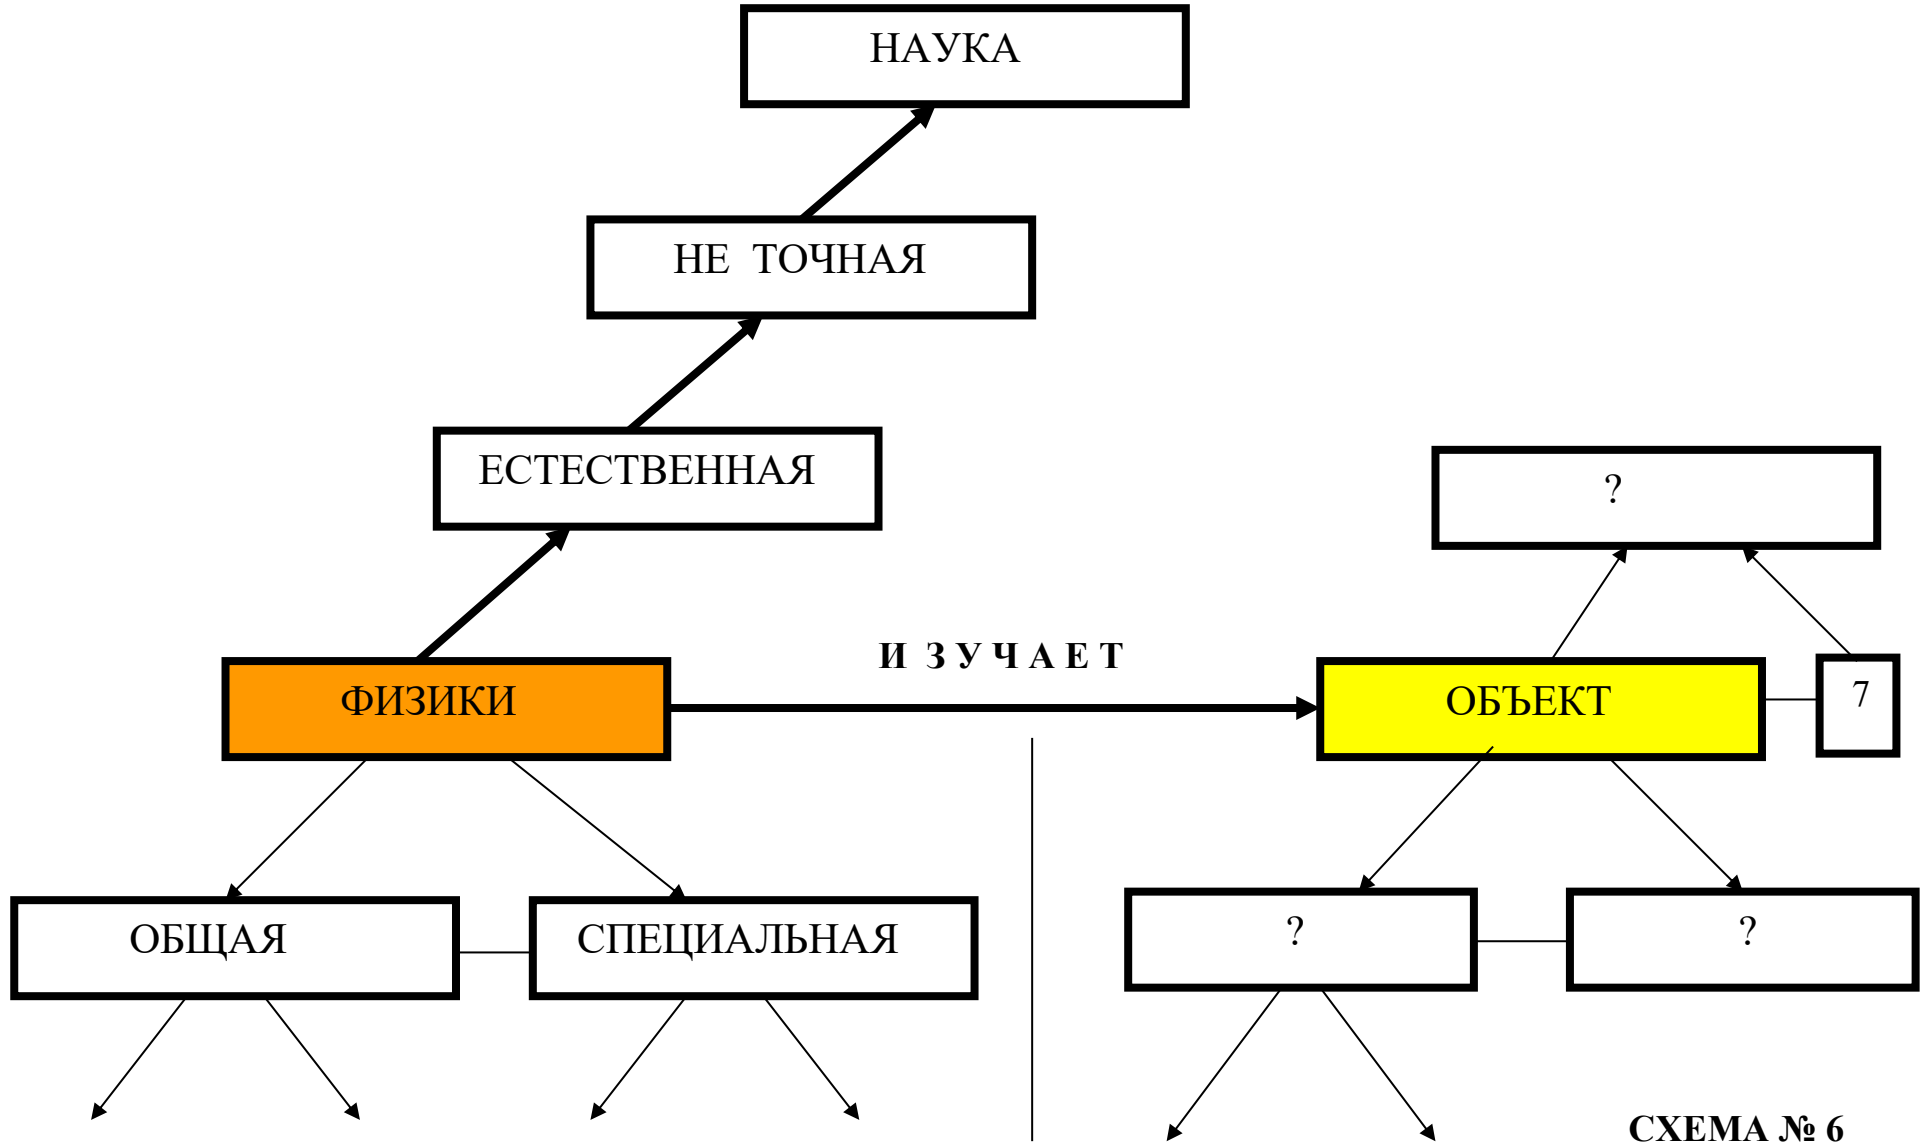 НАУКА
НЕ ТОЧНАЯ
ЕСТЕСТВЕННАЯ
?
И З У Ч А Е Т
ФИЗИКИ
ОБЪЕКТ
7
ОБЩАЯ
СПЕЦИАЛЬНАЯ
?
?
СХЕМА № 6